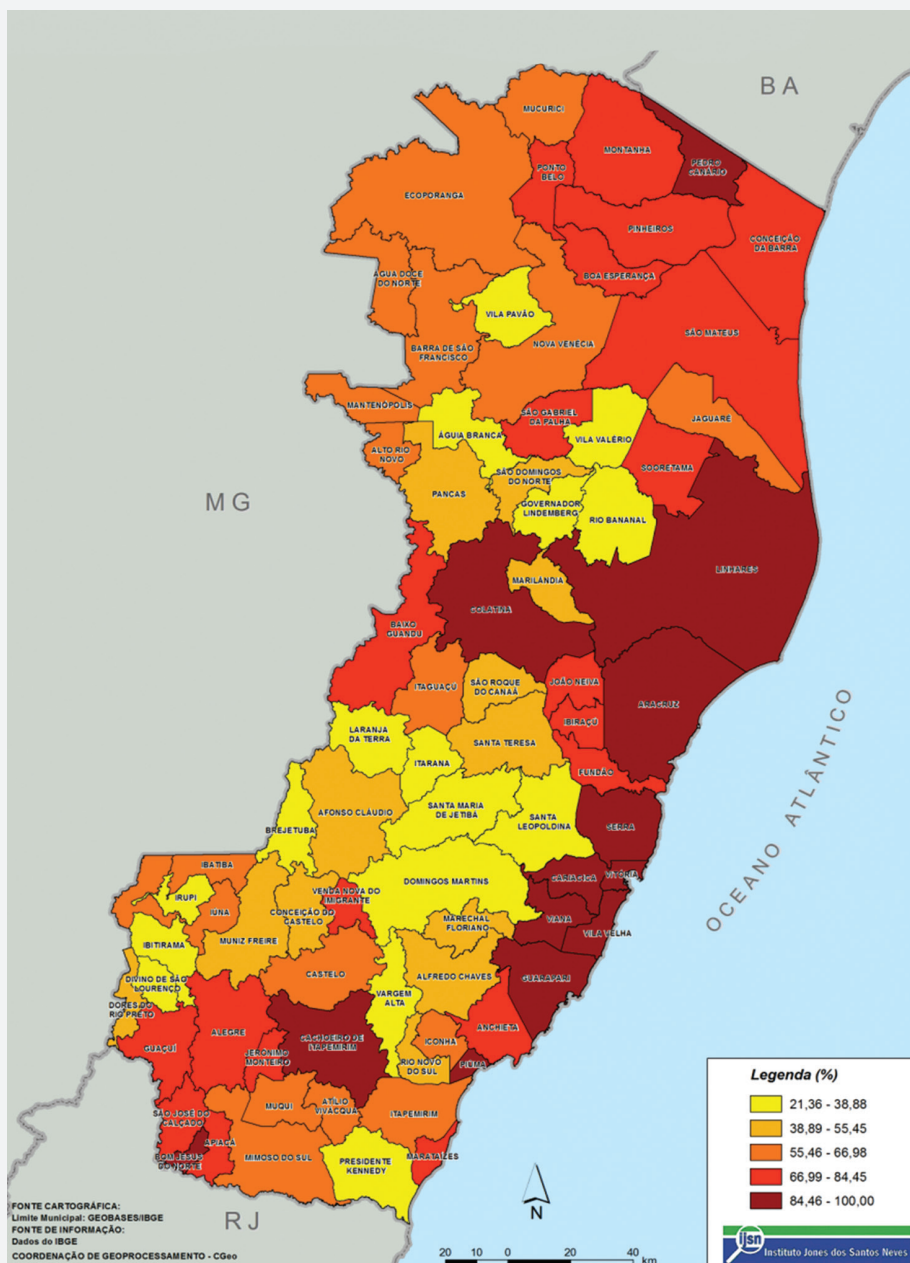 BA
MUCURICI
MONTANHA
PEDRO
CANÁRIO
PONTO
BELO
ECOPORANGA
PINHEIROS
CONCEIÇÃO
DA BARRA
BOA ESPERANÇA
ÁGUA DOCE
DO NORTE
VILA PAVÃO
SÃO MATEUS
NOVA VENÉCIA
BARRA DE SÃO
FRANCISCO
MANTENÓPOLIS
SÃO GABRIEL
DA PALHA
JAGUARÉ
ÁGUIA BRANCA
VILA VALÉRIO
ALTO RIO
NOVO
SOORETAMA
SÃO DOMINGOS
DO NORTE
PANCAS
MG
GOVERNADOR
LINDEMBERG
RIO BANANAL
LINHARES
MARILÂNDIA
COLATINA
BAIXO
GUANDU
ITAGUAÇÚ
SÃO ROQUE
DO CANAÃ
JOÃO NEIVA
ARACRUZ
IBIRAÇÚ
LARANJA
DA TERRA
SANTA TERESA
ITARANA
FUNDÃO
OCEANO ATLÂNTICO
AFONSO CLÁUDIO
SANTA MARIA
DE JETIBÁ
SANTA
LEOPOLDINA
BREJETUBA
SERRA
IBATIBA
CARIACICA
VITÓRIA
DOMINGOS MARTINS
VENDA NOVA DO
MIGRANTE
IRUPI
IUNA
CONCEIÇÃO DO
CASTELO
MARECHAL
FLORIANO
VIANA
VILA VELHA
MUNIZ FREIRE
IBITIRAMA
CASTELO
ALFREDO CHAVES
GUARAPARI
DIVINO DE SÃO
LOURENÇO
VARGEM
ALTA
DORES DO
RIO PRETO
ANCHIETA
ALEGRE
CACHOEIRO DE
ITAPEMIRIM
ICONHA
GUAÇUÍ
JERÔNIMO
MONTEIRO
RIO NOVO
DO SUL
PIÚMA
MUQUI
ATÍLIO
VIVACQUA
ITAPEMIRIM
SÃO JOSÉ DO
CALÇADO
APIACÁ
BOM JESUS
DO NORTE
MIMOSO DO SUL
PRESIDENTE
KENNEDY
MARATAÍZES
RJ
N
20 10 0 20 40
km
Legenda (%)
21,36 - 38,88
38,89 - 55,45
55,46 - 66,98
66,99 - 84,45
84,46 - 100,00
ijsn
Instituto Jones dos Santos Neves
FONTE CARTOGRÁFICA:
Limite Municipal: GEOBASES/IBGE
FONTE DE INFORMAÇÃO:
Dados do IBGE
COORDENAÇÃO DE GEOPROCESSAMENTO - CGeo